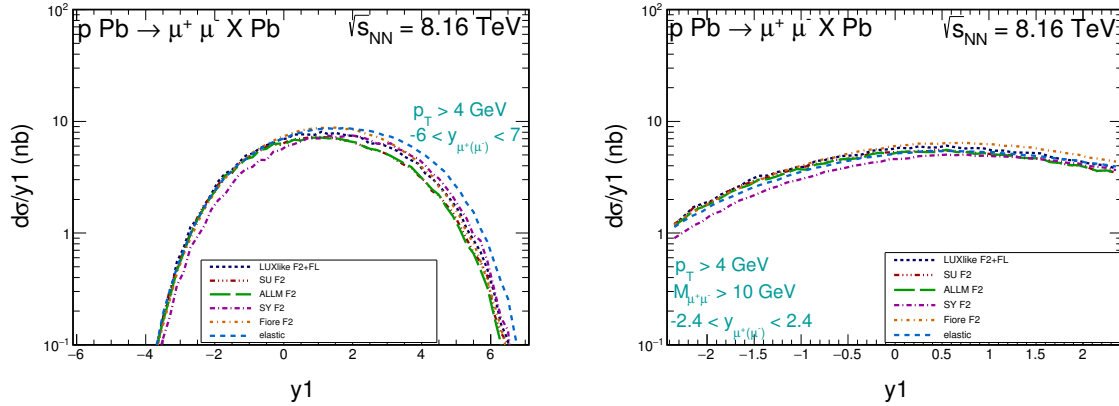 p Pb → μ⁺ μ⁻ X Pb √s_NN = 8.16 TeV
p_T > 4 GeV
-6 < y_μ⁺(μ⁻) < 7
dσ/y1 (nb)
10²
10
1
10⁻¹
LUXlike F2+FL
SU F2
ALLM F2
SY F2
Fiore F2
elastic
−6 −4 −2 0 2 4 6
y1
p Pb → μ⁺ μ⁻ X Pb √s_NN = 8.16 TeV
dσ/y1 (nb)
10²
10
1
10⁻¹
p_T > 4 GeV
M_μ⁺μ⁻ > 10 GeV
-2.4 < y_μ⁺(μ⁻) < 2.4
LUXlike F2+FL
SU F2
ALLM F2
SY F2
Fiore F2
elastic
−2 −1.5 −1 −0.5 0 0.5 1 1.5 2
y1